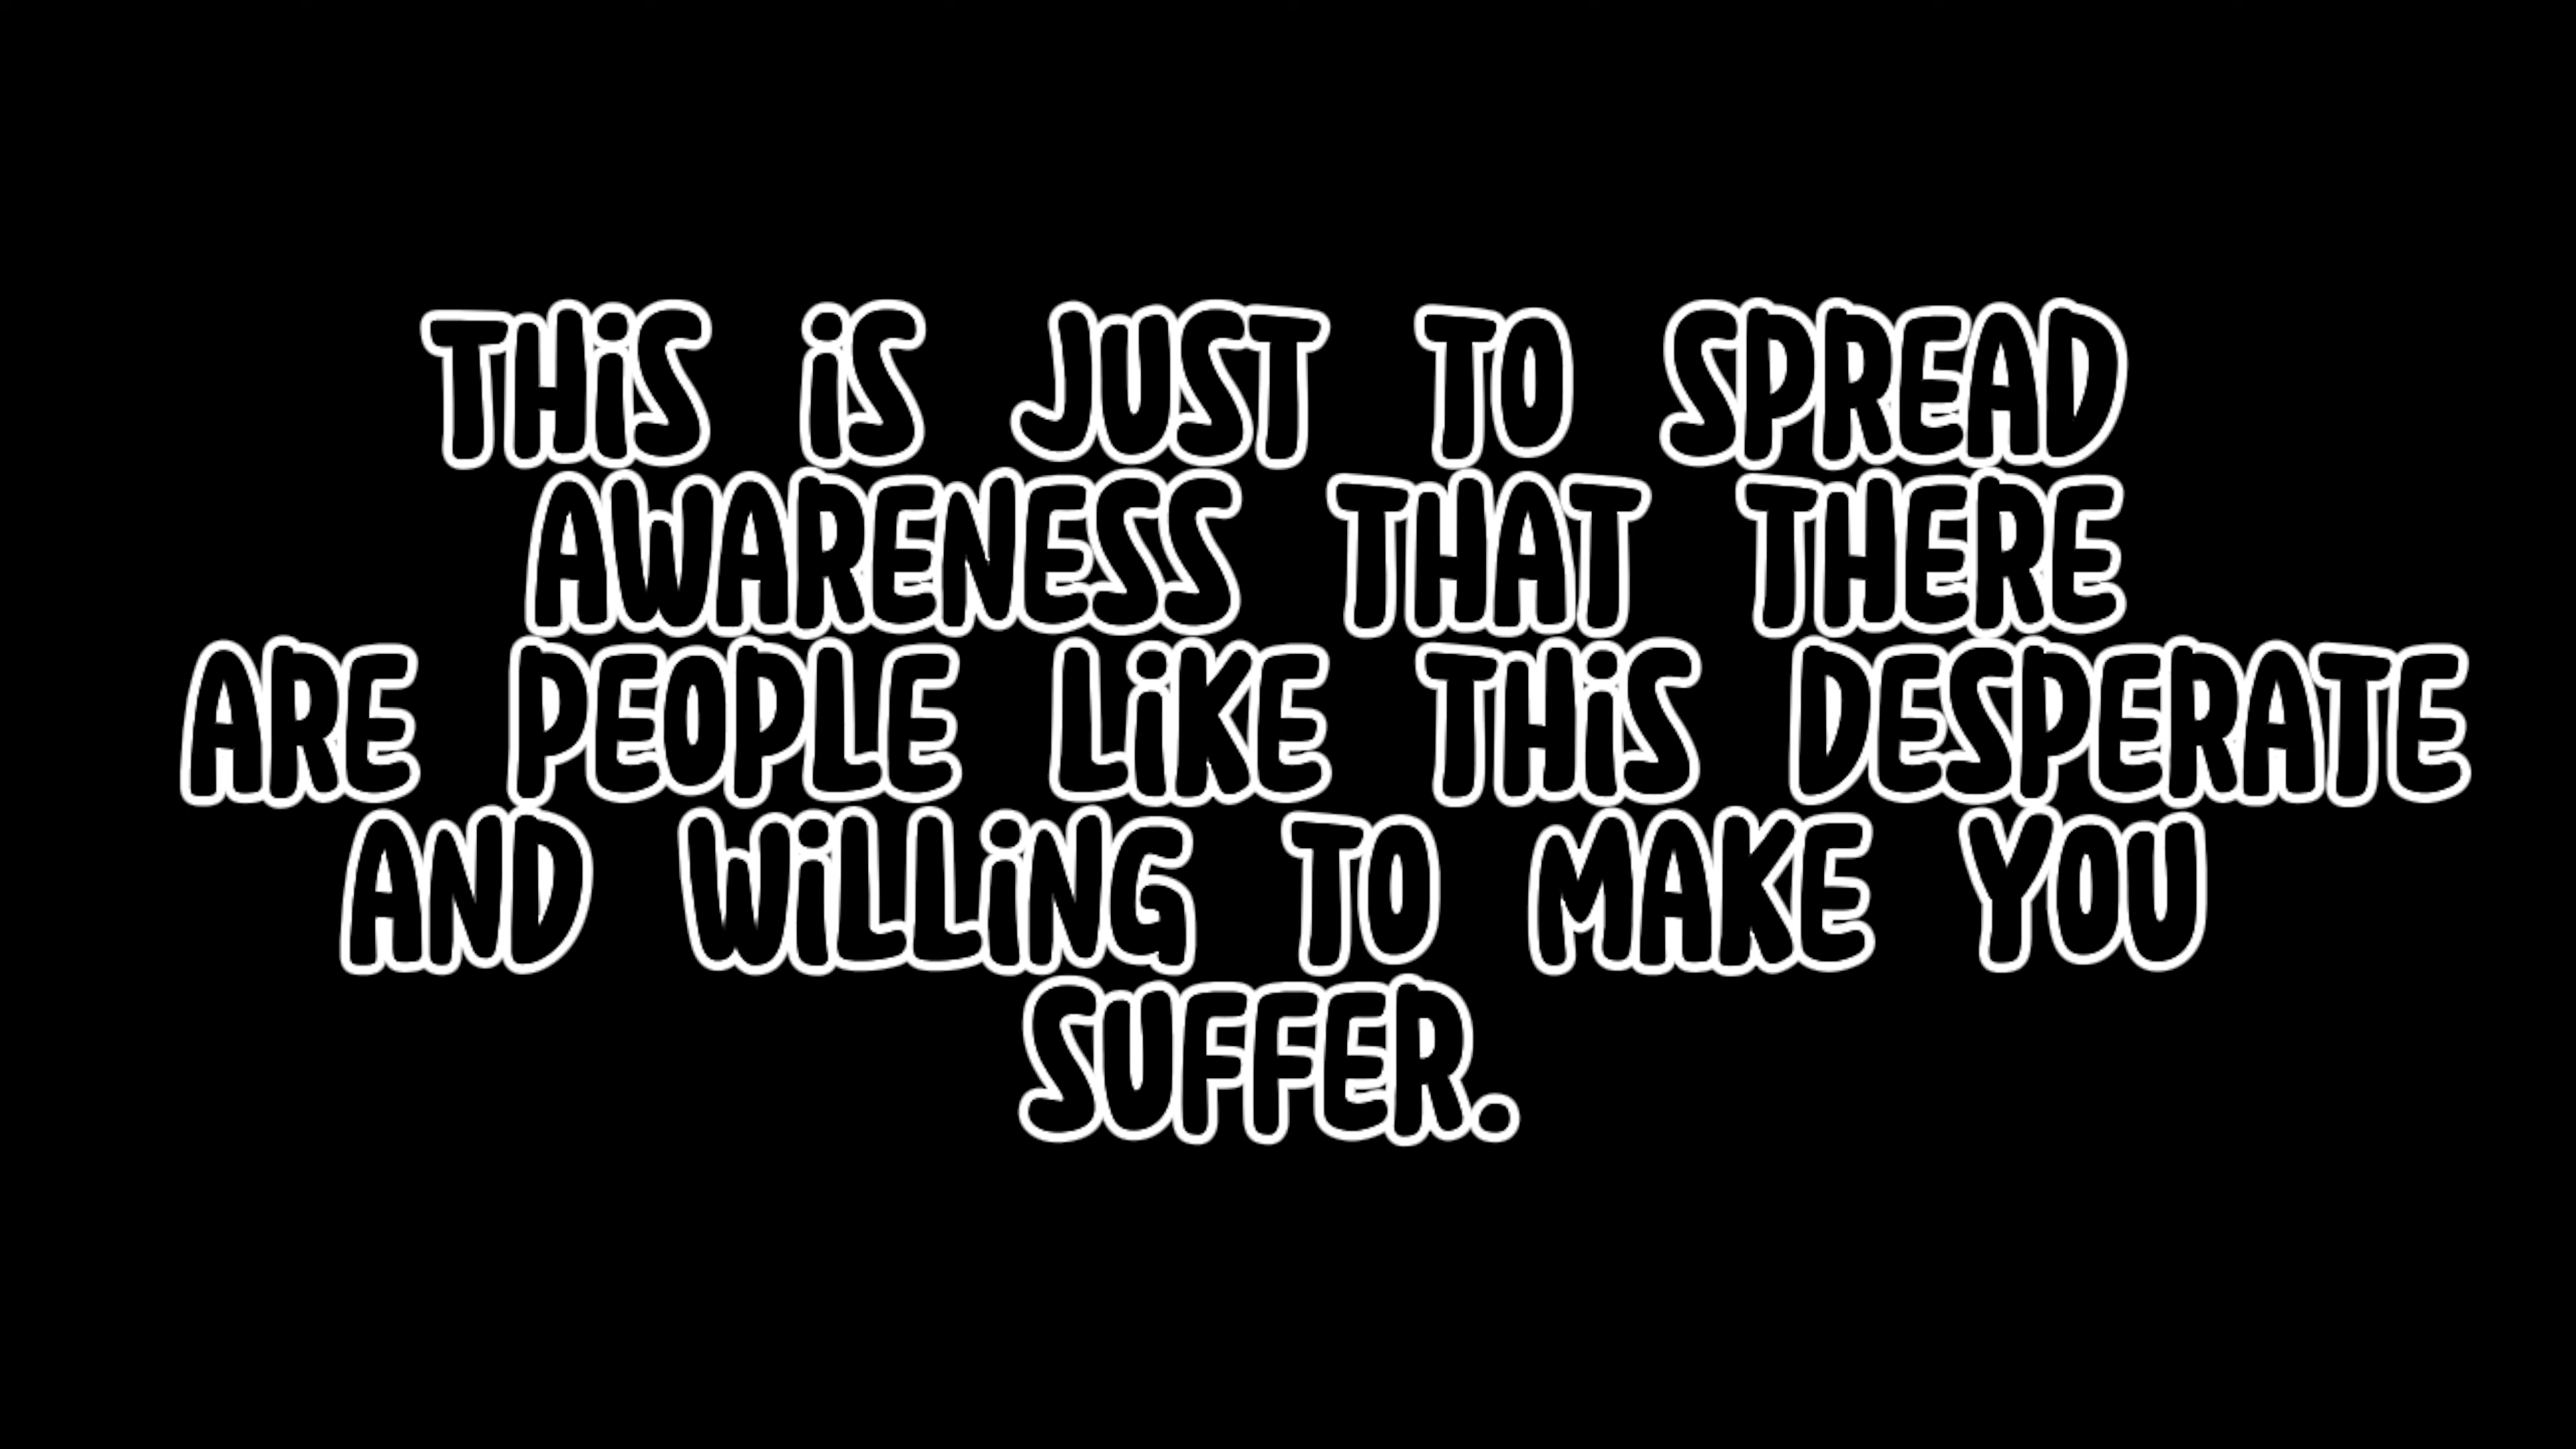 THiS iS JUST TO SPREAD
AWARENESS THAT THERE
ARE PEOPLE LiKE THiS DESPERATE
AND WiLLiNG TO MAKE YOU
SUFFER.